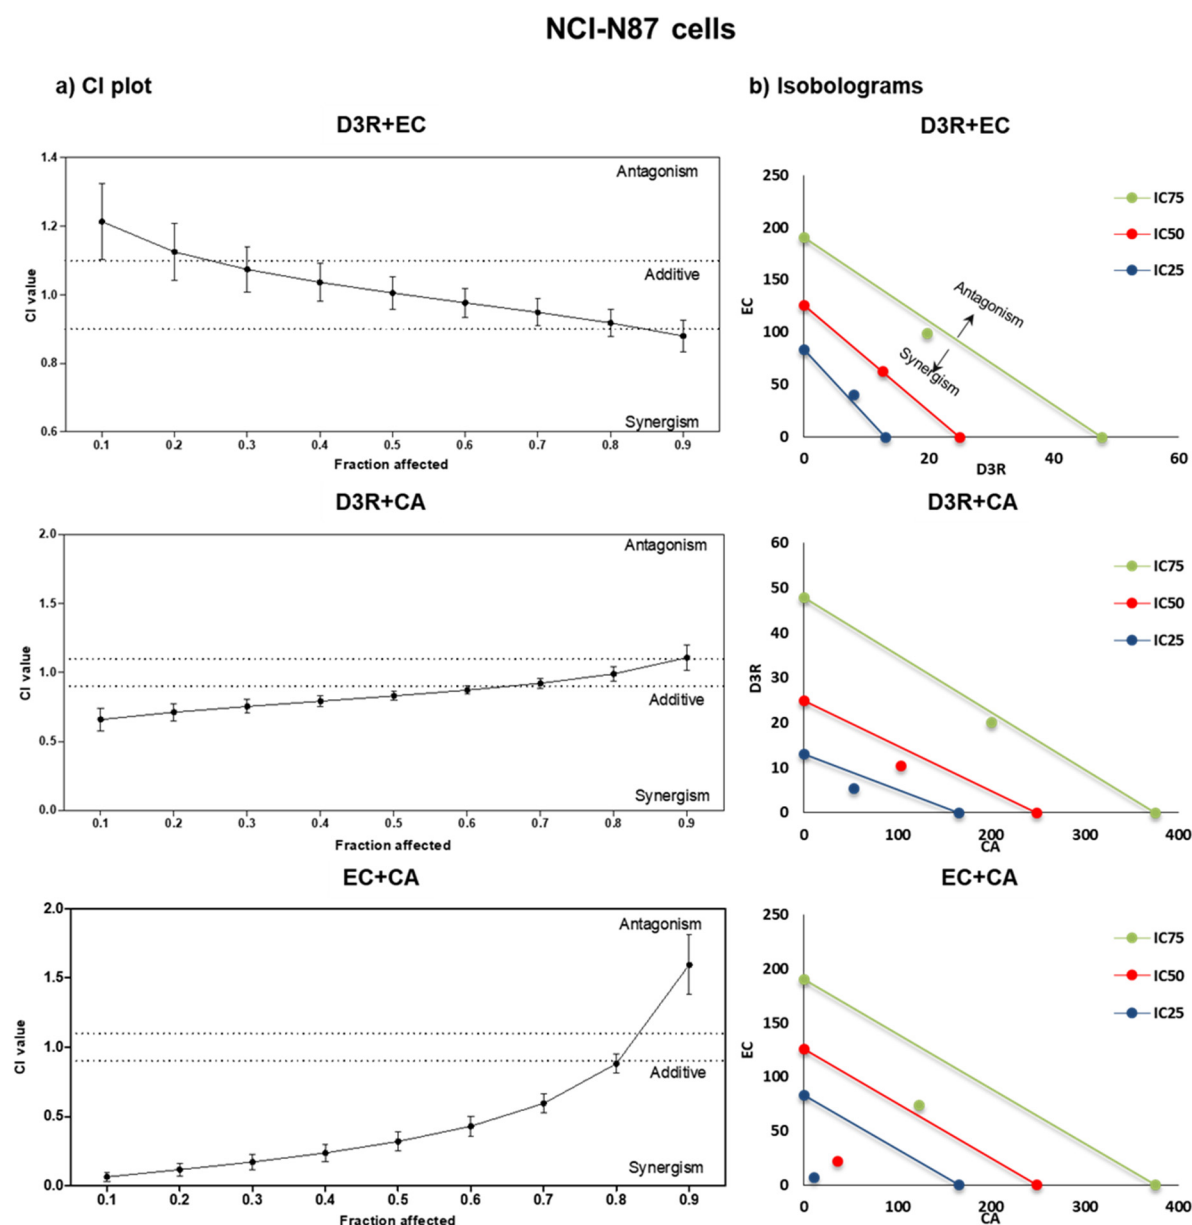 NCI-N87 cells
a) CI plot
b) Isobolograms
D3R+EC
1.4
1.2
1.0
0.8
0.6
CI value
Antagonism
Additive
Synergism
0.1 0.2 0.3 0.4 0.5 0.6 0.7 0.8 0.9
Fraction affected
D3R+EC
250
200
150
100
50
0
EC
IC75
IC50
IC25
Antagonism
Synergism
0 20 40 60
D3R
D3R+CA
2.0
1.5
1.0
0.5
0.0
CI value
Antagonism
Additive
Synergism
0.1 0.2 0.3 0.4 0.5 0.6 0.7 0.8 0.9
Fraction affected
D3R+CA
60
50
40
30
20
10
0
D3R
IC75
IC50
IC25
0 100 200 300 400
CA
EC+CA
2.0
1.5
1.0
0.5
0.0
CI value
Antagonism
Additive
Synergism
0.1 0.2 0.3 0.4 0.5 0.6 0.7 0.8 0.9
Fraction affected
EC+CA
250
200
150
100
50
0
EC
IC75
IC50
IC25
0 100 200 300 400
CA